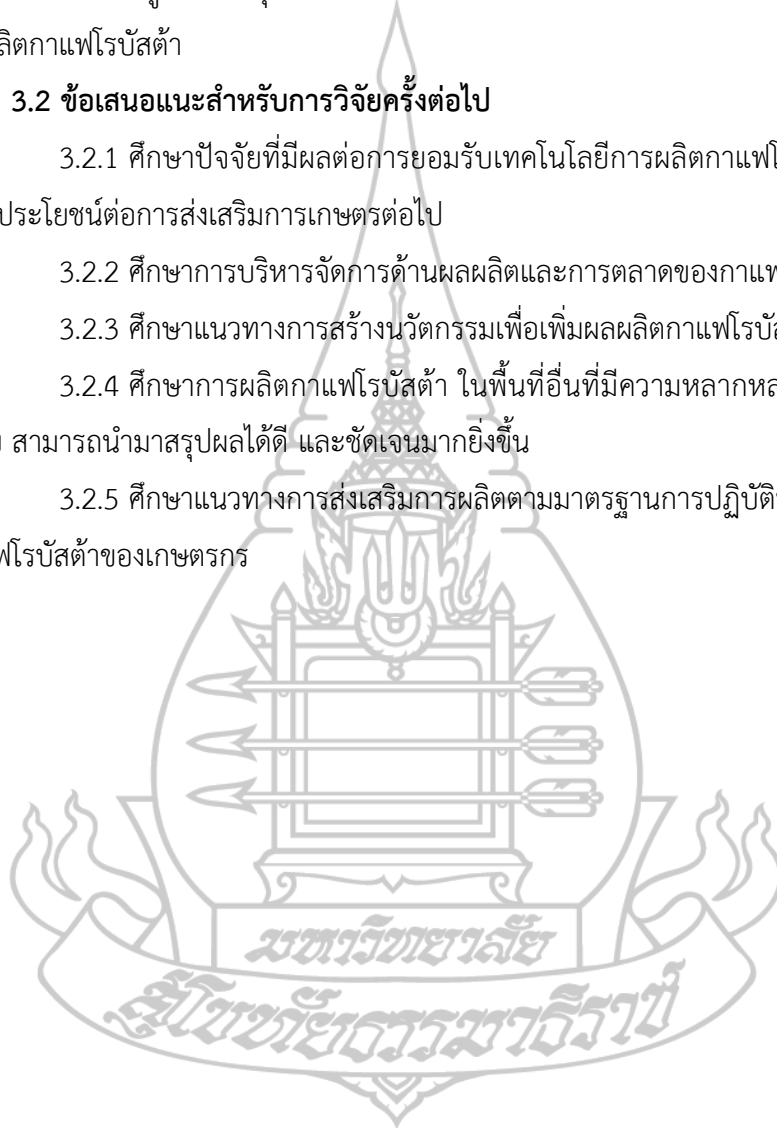 ลิตกาแฟโรบัสต้า
3.2 ข้อเสนอแนะสำหรับการวิจัยครั้งต่อไป
3.2.1 ศึกษาปัจจัยที่มีผลต่อการยอมรับเทคโนโลยีการผลิตกาแฟโ
ประโยชน์ต่อการส่งเสริมการเกษตรต่อไป
3.2.2 ศึกษาการบริหารจัดการด้านผลผลิตและการตลาดของกาแฟ
3.2.3 ศึกษาแนวทางการสร้างนวัตกรรมเพื่อเพิ่มผลผลิตกาแฟโรบัส
3.2.4 ศึกษาการผลิตกาแฟโรบัสต้า ในพื้นที่อื่นที่มีความหลากหล
สามารถนำมาสรุปผลได้ดี และชัดเจนมากยิ่งขึ้น
3.2.5 ศึกษาแนวทางการส่งเสริมการผลิตตามมาตรฐานการปฏิบัติ
ฟโรบัสต้าของเกษตรกร
มหาวิทยาลัย
สุโขทัยธรรมาธิราช